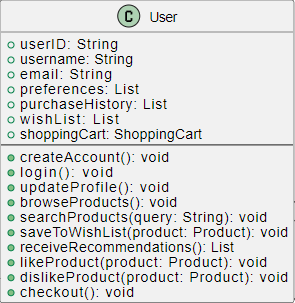 C User
userID: String
username: String
email: String
preferences: List
purchaseHistory: List
wishList: List
shoppingCart: ShoppingCart
createAccount(): void
login(): void
updateProfile(): void
browseProducts(): void
searchProducts(query: String): void
saveToWishList(product: Product): void
receiveRecommendations(): List
likeProduct(product: Product): void
dislikeProduct(product: Product): void
checkout(): void